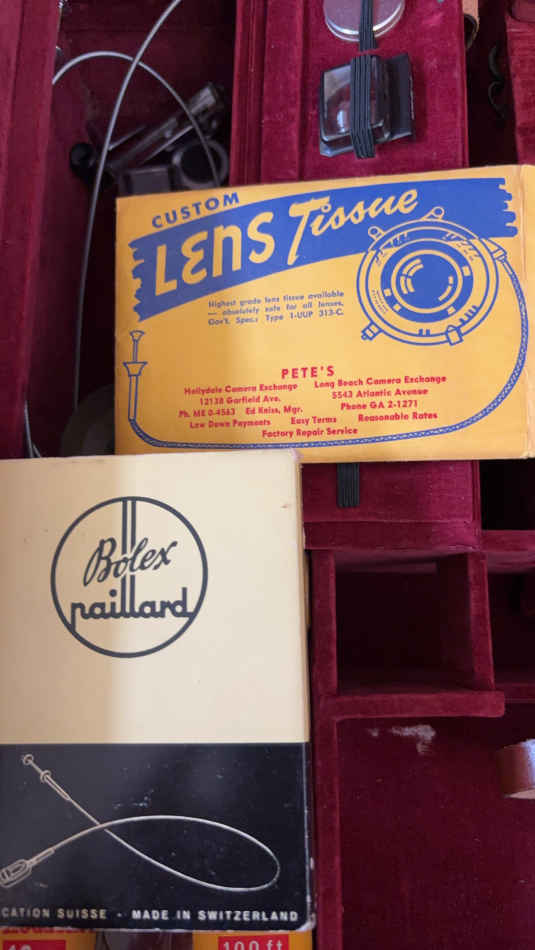 CUSTOM
LENS Tissue
Highest grade lens tissue available
— absolutely safe for all lenses.
Gov't. Specs. Type 1-UUP 313-C.
PETE'S
Hollydale Camera Exchange
12138 Garfield Ave.
Ph. ME 0-4563 Ed Kniss, Mgr.
Long Beach Camera Exchange
5543 Atlantic Avenue
Phone GA 2-1271
Low Down Payments Easy Terms Reasonable Rates
Factory Repair Service
Bolex
paillard
CATION SUISSE - MADE IN SWITZERLAND
100 ft